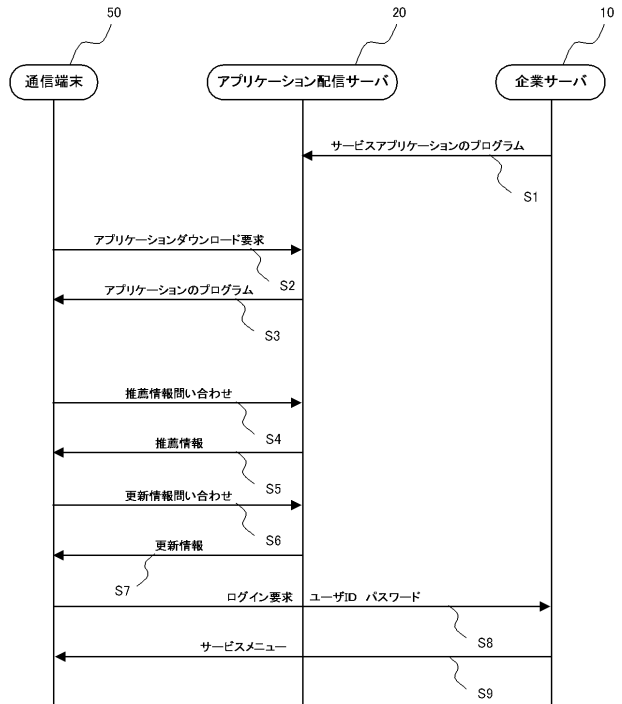 50
20
10
通信端末
アプリケーション配信サーバ
企業サーバ
サービスアプリケーションのプログラム
S1
アプリケーションダウンロード要求
S2
アプリケーションのプログラム
S3
推薦情報問い合わせ
S4
推薦情報
S5
更新情報問い合わせ
S6
更新情報
S7
ログイン要求 ユーザID パスワード
S8
サービスメニュー
S9